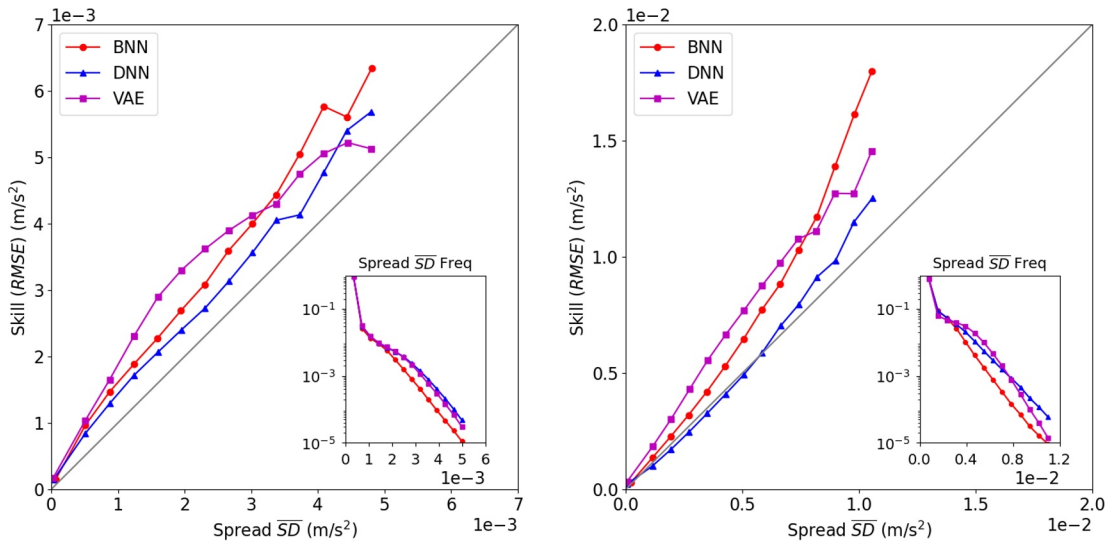 1e−3
7
6
5
4
3
2
1
0
Skill (RMSE) (m/s²)
BNN
DNN
VAE
Spread S̅D̅ Freq
10⁻¹
10⁻³
10⁻⁵
0 1 2 3 4 5 6
1e−3
0 1 2 3 4 5 6 7
1e−3
Spread S̅D̅ (m/s²)
1e−2
2.0
1.5
1.0
0.5
0.0
Skill (RMSE) (m/s²)
BNN
DNN
VAE
Spread S̅D̅ Freq
10⁻¹
10⁻³
10⁻⁵
0.0 0.4 0.8 1.2
1e−2
0.0 0.5 1.0 1.5 2.0
1e−2
Spread S̅D̅ (m/s²)